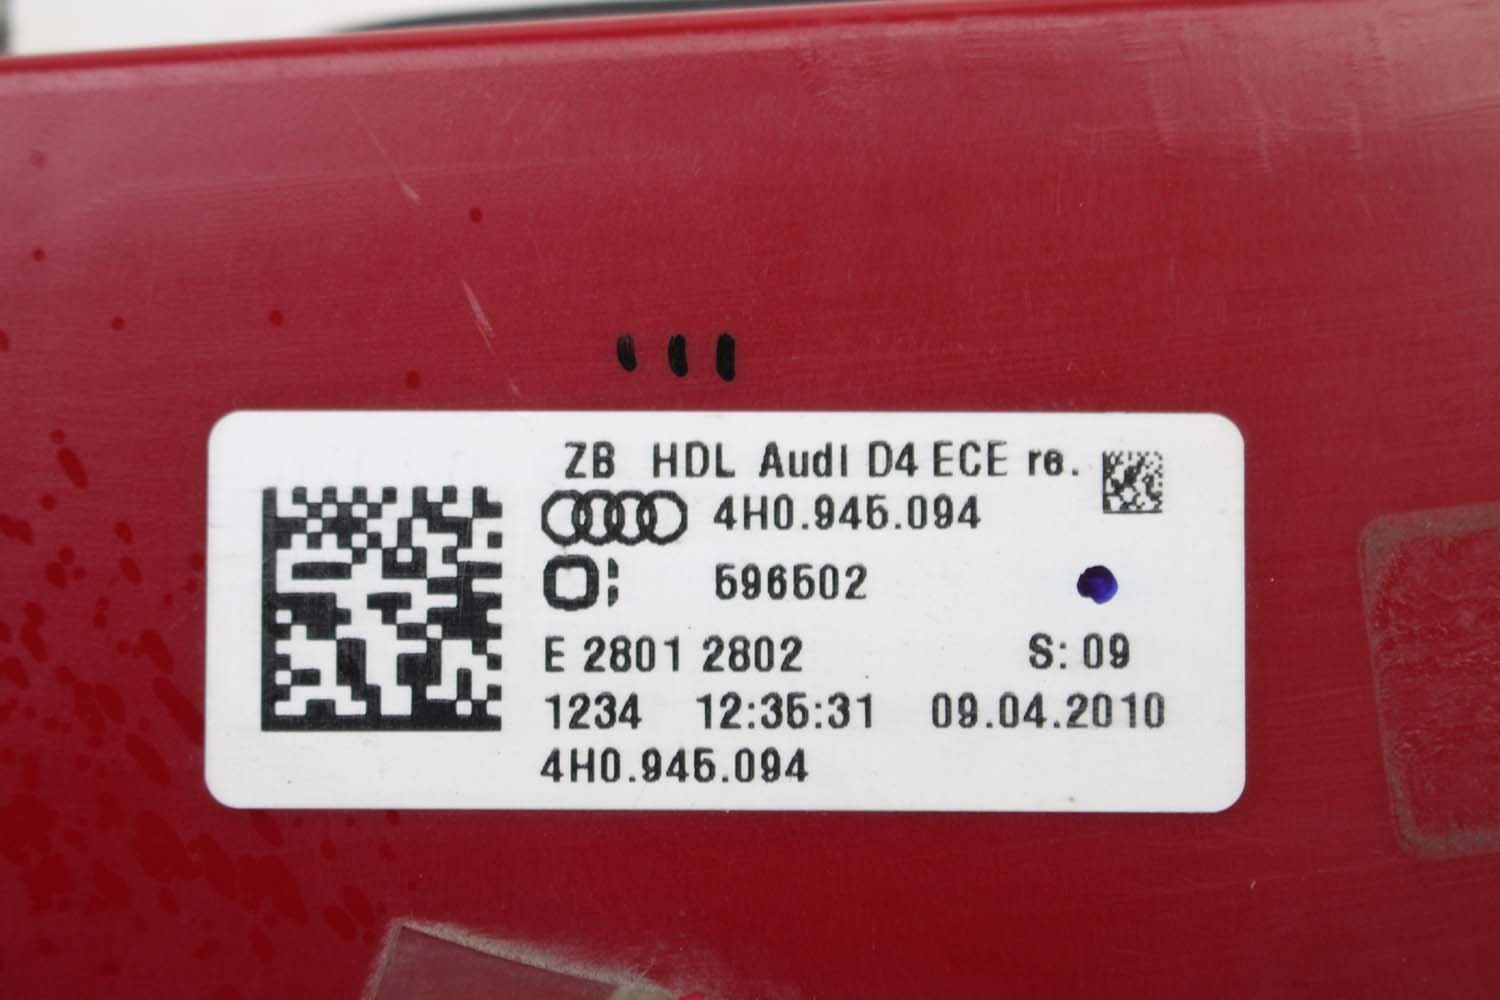 ZB HDL Audi D4 ECE re.
4H0.945.094
596502
E 2801 2802 S: 09
1234 12:35:31 09.04.2010
4H0.945.094